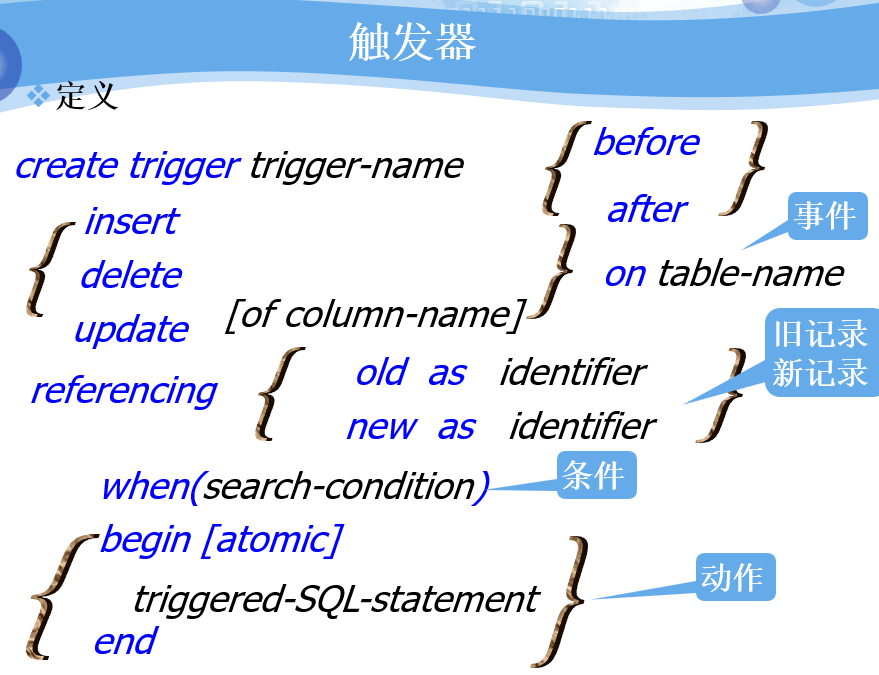 触发器
定义
create trigger trigger-name { before
after }
事件
{ insert
delete
update [of column-name] }
on table-name
旧记录
新记录
referencing { old as identifier
new as identifier }
when(search-condition)
条件
{ begin [atomic]
triggered-SQL-statement
end }
动作